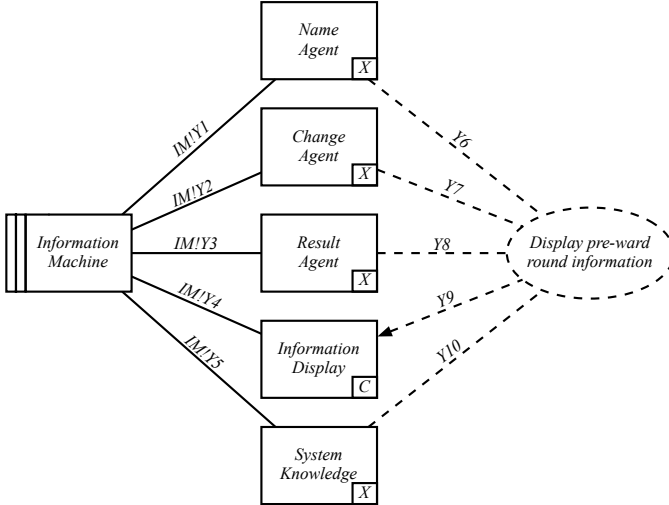 Name
Agent
X
IM!Y1
Y6
Change
Agent
X
IM!Y2
Y7
Information
Machine
IM!Y3
Result
Agent
X
Y8
Display pre-ward
round information
IM!Y4
Information
Display
C
Y9
IM!Y5
System
Knowledge
X
Y10